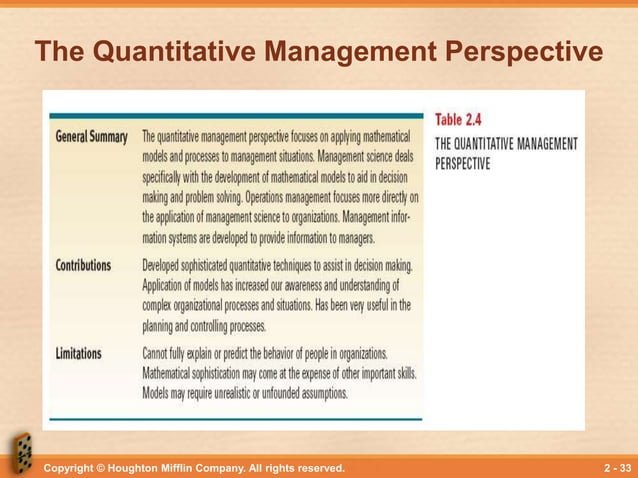 The Quantitative Management Perspective
Table 2.4
THE QUANTITATIVE MANAGEMENT
PERSPECTIVE
General Summary The quantitative management perspective focuses on applying mathematical
models and processes to management situations. Management science deals
specifically with the development of mathematical models to aid in decision
making and problem solving. Operations management focuses more directly on
the application of management science to organizations. Management infor-
mation systems are developed to provide information to managers.
Contributions Developed sophisticated quantitative techniques to assist in decision making.
Application of models has increased our awareness and understanding of
complex organizational processes and situations. Has been very useful in the
planning and controlling processes.
Limitations Cannot fully explain or predict the behavior of people in organizations.
Mathematical sophistication may come at the expense of other important skills.
Models may require unrealistic or unfounded assumptions.
Copyright © Houghton Mifflin Company. All rights reserved. 2 - 33